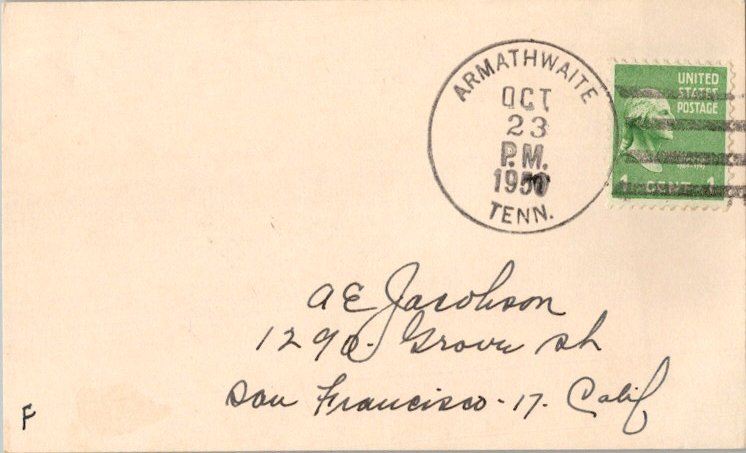 ARMATHWAITE
OCT
23
P.M.
1950
TENN.
UNITED
STATES
POSTAGE
1 CENT 1
A E Jacobson
1290 Grove St
San Francisco - 17. Calif
F